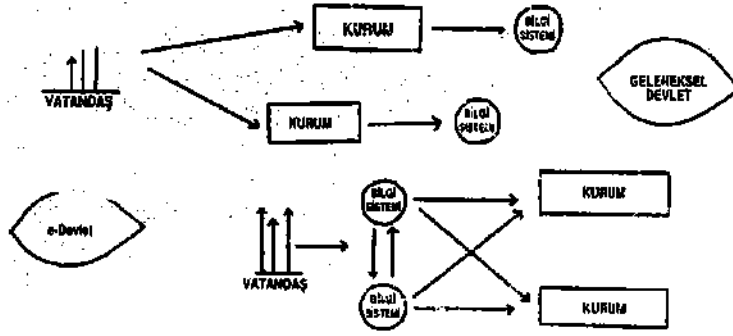 KURUM
BİLGİ
SİSTEMİ
VATANDAŞ
GELENEKSEL
DEVLET
KURUM
BİLGİ
SİSTEMİ
e-Devlet
BİLGİ
SİSTEMİ
KURUM
VATANDAŞ
BİLGİ
SİSTEMİ
KURUM